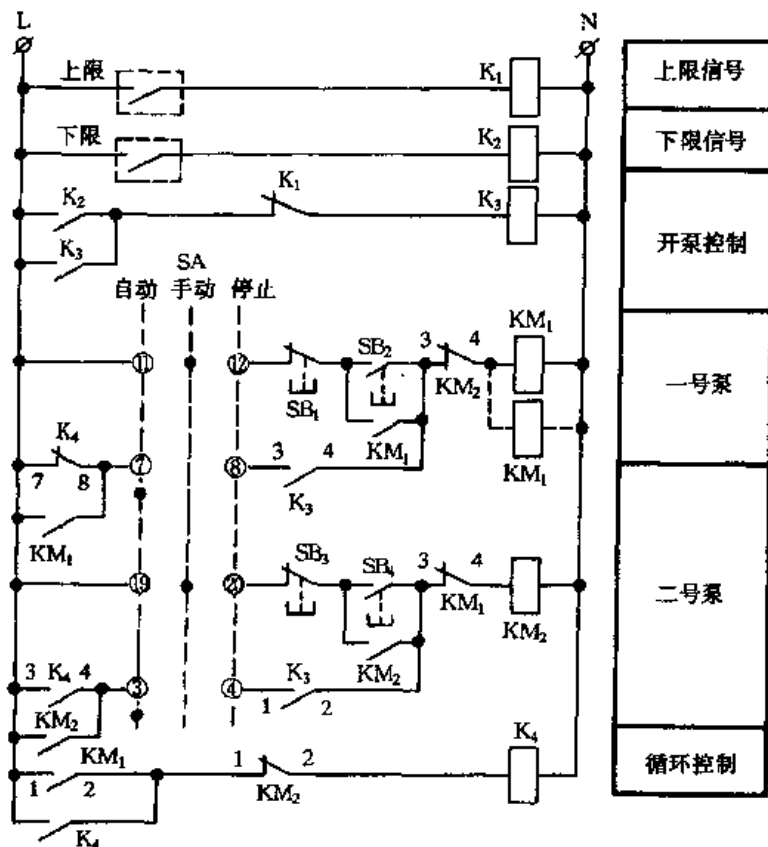 L N
上限 K₁ 上限信号
下限 K₂ 下限信号
K₂ K₁ K₃
K₃ 开泵控制
SA
自动 手动 停止
⑪ ⑫ SB₁ SB₂ 3 4 KM₂ KM₁
KM₁ KM₁ 一号泵
K₄ 7 8 ⑦ ⑧ 3 4 K₃
KM₁
⑲ ⑳ SB₃ SB₄ 3 4 KM₁ KM₂
KM₂ 二号泵
3 K₄ 4 ③ ④ K₃ 1 2
KM₂
KM₁ 1 2 1 2 KM₂ K₄ 循环控制
K₄